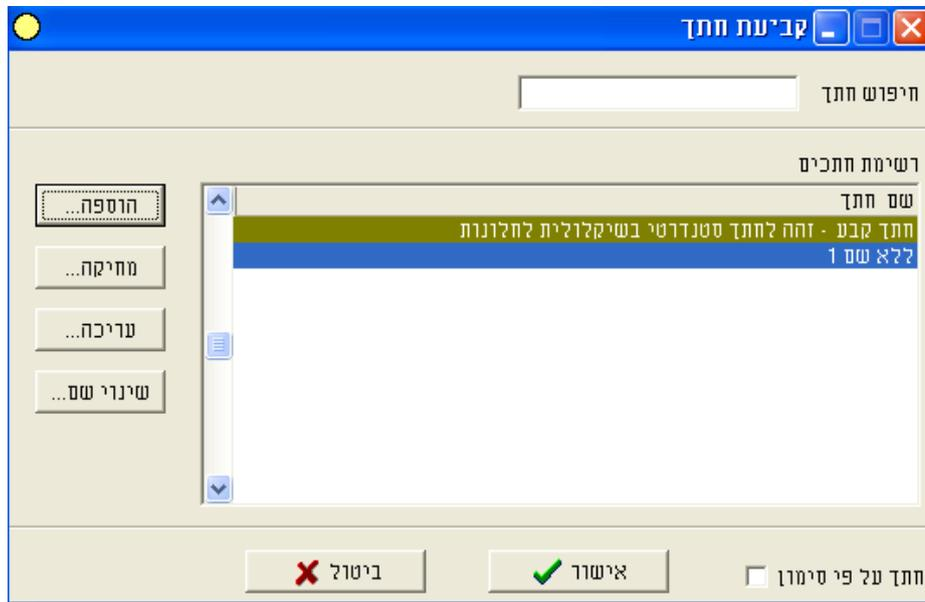 קביעת חתך
חיפוש חתך
רשימת חתכים
שם חתך
חתך קבע - זהה לחתך סטנדרטי בשיקלולית לחלונות
ללא שם 1
הוספה...
מחיקה...
עריכה...
שינוי שם...
חתך על פי סימון
אישור
ביטול